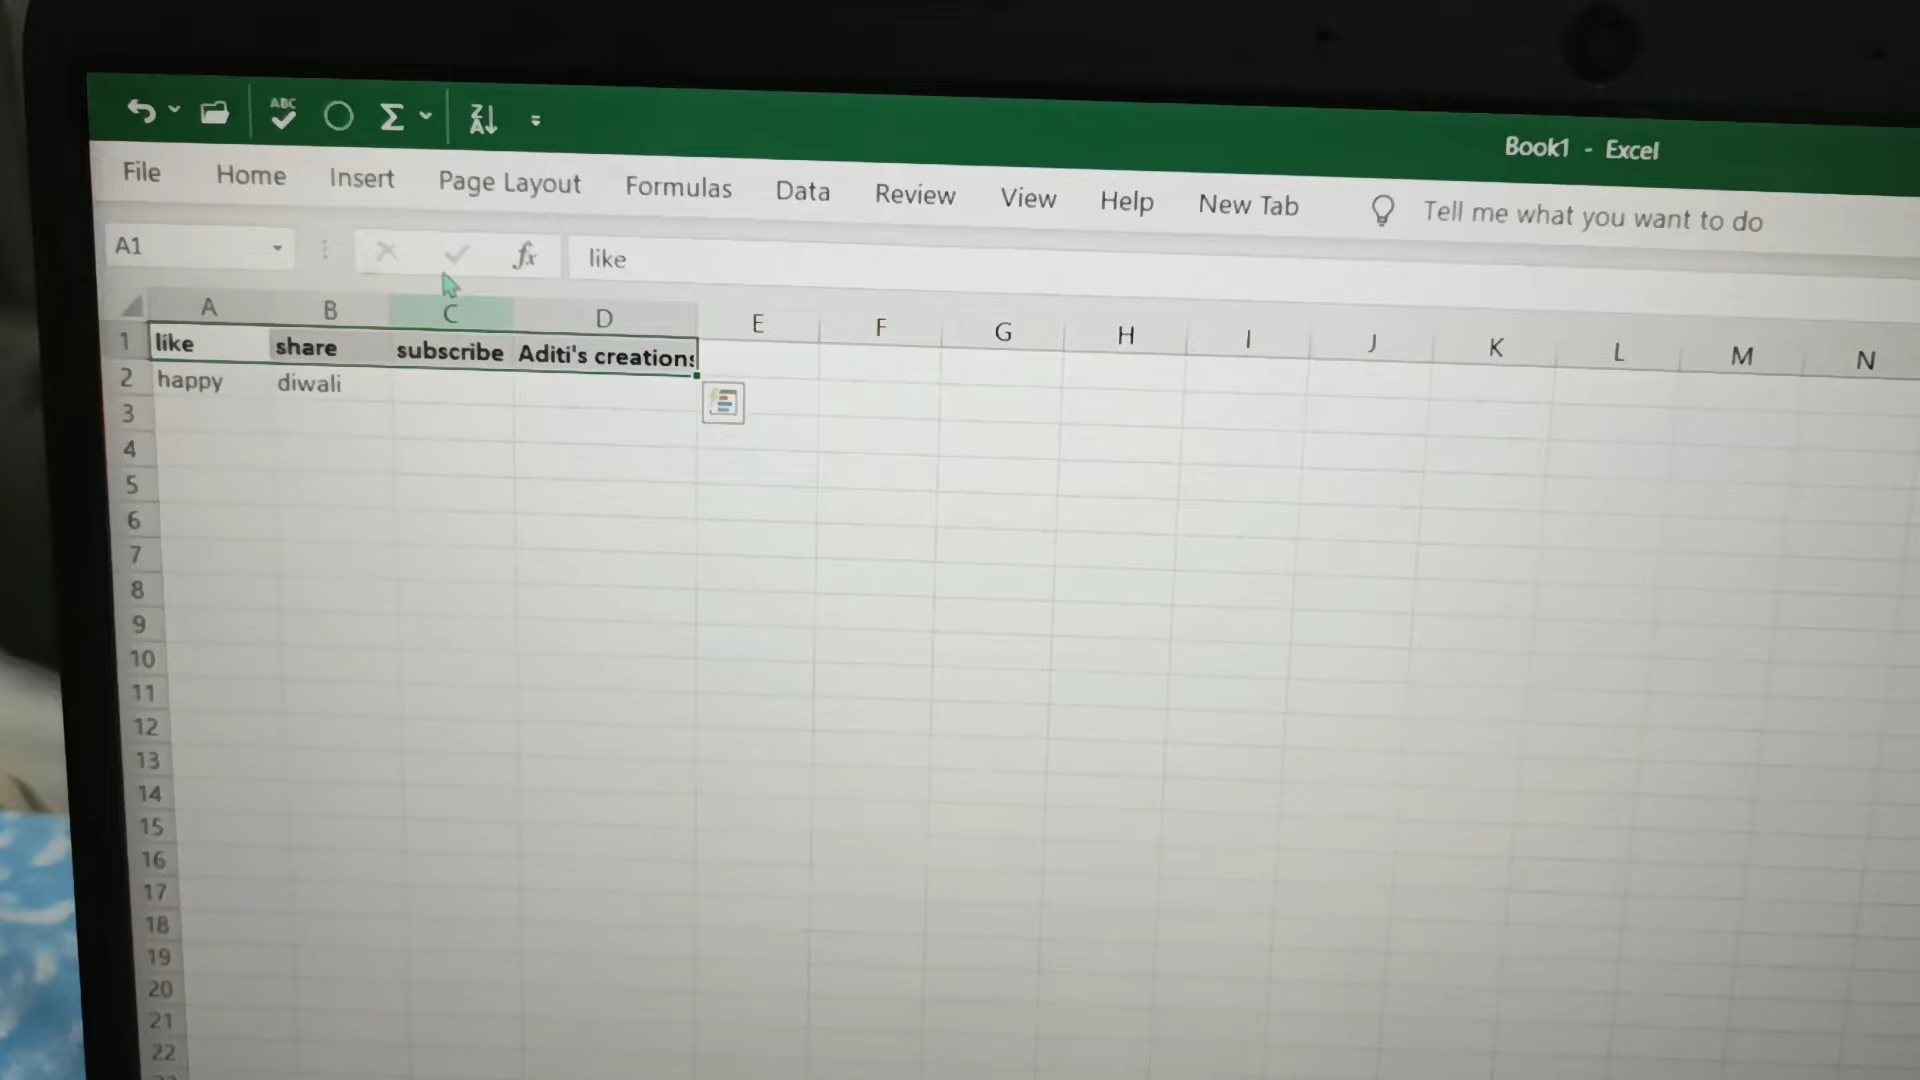 ABC
Book1 - Excel
File Home Insert Page Layout Formulas Data Review View Help New Tab Tell me what you want to do
A1 fx like
A B C D E F G H I J K L M N
1 like share subscribe Aditi's creations
2 happy diwali
3
4
5
6
7
8
9
10
11
12
13
14
15
16
17
18
19
20
21
22